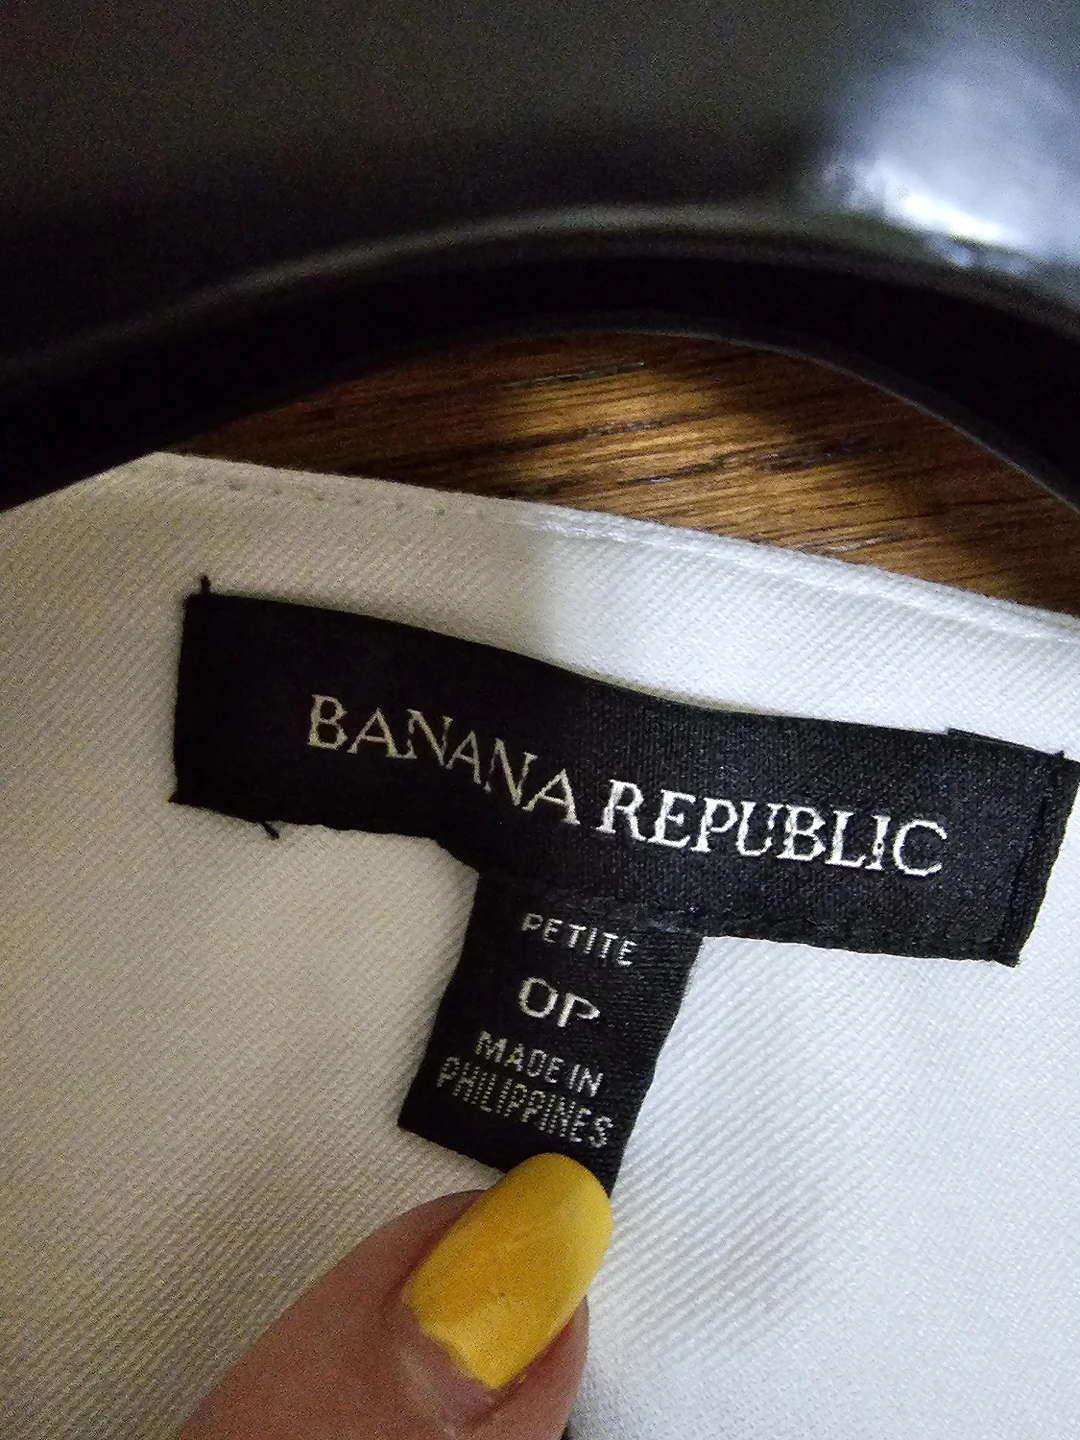 BANANA REPUBLIC
PETITE
0P
MADE IN
PHILIPPINES